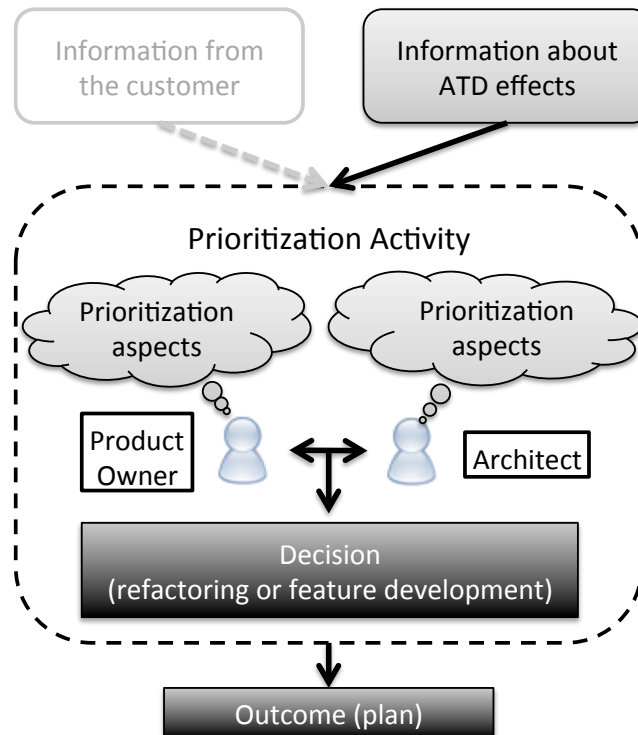 Information from
the customer
Information about
ATD effects
Prioritization Activity
Prioritization
aspects
Prioritization
aspects
Product
Owner
Architect
Decision
(refactoring or feature development)
Outcome (plan)